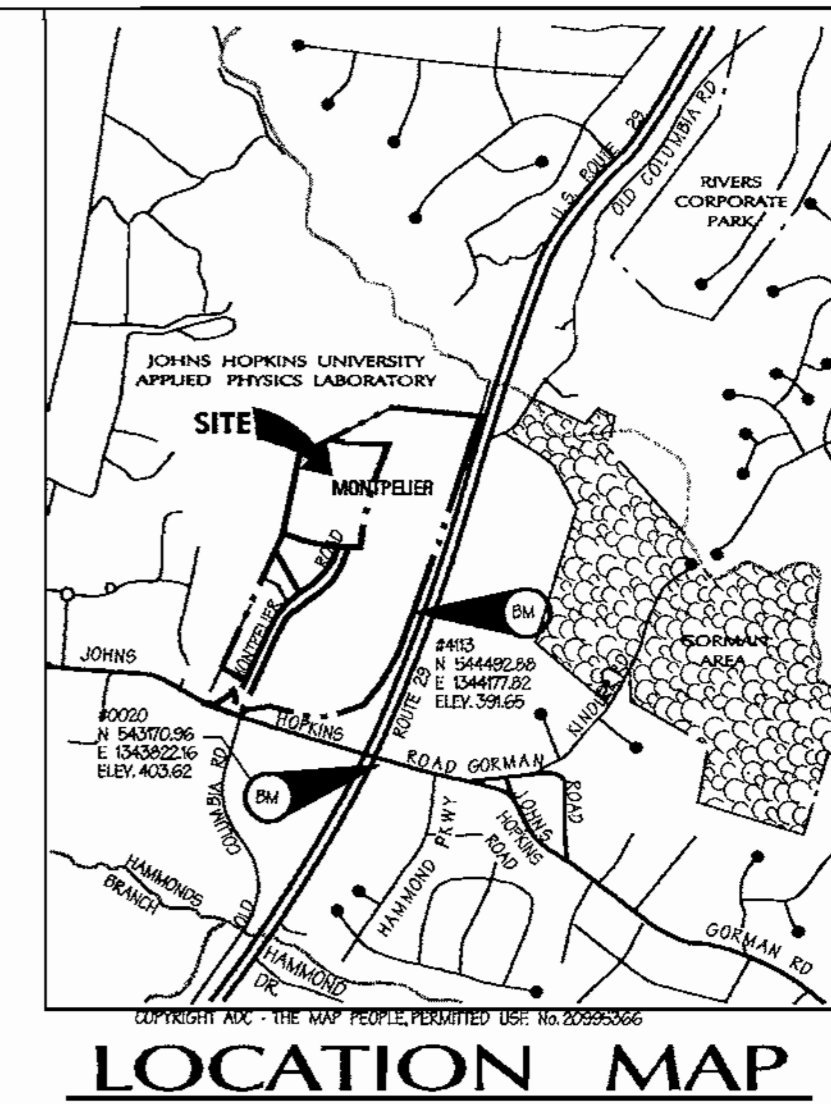 U.S. ROUTE 29
OLD COLUMBIA RD
RIVERS
CORPORATE
PARK
JOHNS HOPKINS UNIVERSITY
APPLIED PHYSICS LABORATORY
SITE
MONTPELIER
ROAD
MONTPELIER
BM
#4113
N 544492.88
E 1344177.82
ELEV. 391.65
GORMAN
AREA
JOHNS
HOPKINS
ROUTE 29
KINDLER RD
#0020
N 543170.96
E 1343822.16
ELEV. 403.62
BM
ROAD GORMAN
ROAD
JOHNS
HOPKINS
ROAD
COLUMBIA RD
OLD
HAMMOND PKWY
HAMMONDS
BRANCH
HAMMOND
DR.
GORMAN RD
COPYRIGHT ADC - THE MAP PEOPLE, PERMITTED USE No. 20995366
LOCATION MAP